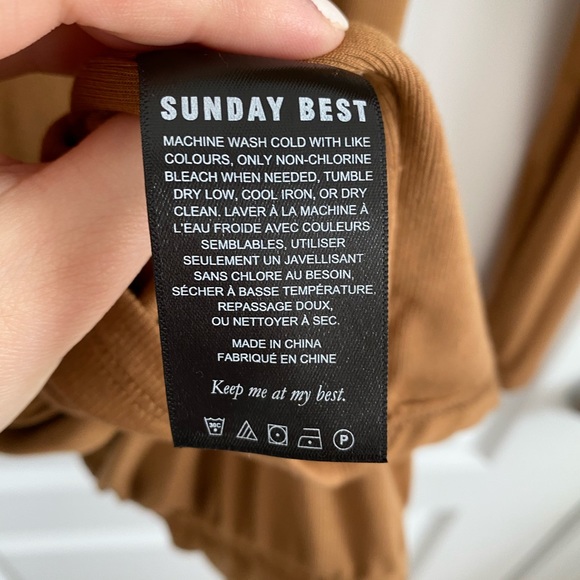 SUNDAY BEST
MACHINE WASH COLD WITH LIKE
COLOURS, ONLY NON-CHLORINE
BLEACH WHEN NEEDED, TUMBLE
DRY LOW, COOL IRON, OR DRY
CLEAN. LAVER À LA MACHINE À
L'EAU FROIDE AVEC COULEURS
SEMBLABLES, UTILISER
SEULEMENT UN JAVELLISANT
SANS CHLORE AU BESOIN,
SÉCHER À BASSE TEMPÉRATURE,
REPASSAGE DOUX,
OU NETTOYER À SEC.
MADE IN CHINA
FABRIQUÉ EN CHINE
Keep me at my best.
30C P